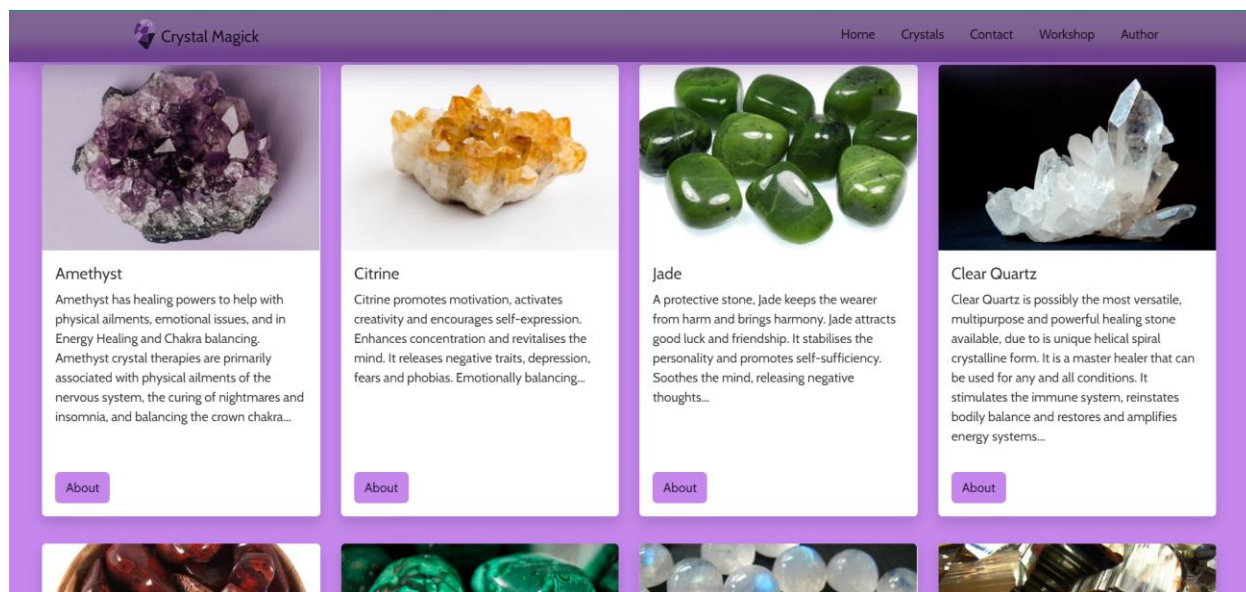 Crystal Magick
Home Crystals Contact Workshop Author
Amethyst
Amethyst has healing powers to help with
physical ailments, emotional issues, and in
Energy Healing and Chakra balancing.
Amethyst crystal therapies are primarily
associated with physical ailments of the
nervous system, the curing of nightmares and
insomnia, and balancing the crown chakra...
About
Citrine
Citrine promotes motivation, activates
creativity and encourages self-expression.
Enhances concentration and revitalises the
mind. It releases negative traits, depression,
fears and phobias. Emotionally balancing...
About
Jade
A protective stone, Jade keeps the wearer
from harm and brings harmony. Jade attracts
good luck and friendship. It stabilises the
personality and promotes self-sufficiency.
Soothes the mind, releasing negative
thoughts...
About
Clear Quartz
Clear Quartz is possibly the most versatile,
multipurpose and powerful healing stone
available, due to is unique helical spiral
crystalline form. It is a master healer that can
be used for any and all conditions. It
stimulates the immune system, reinstates
bodily balance and restores and amplifies
energy systems...
About